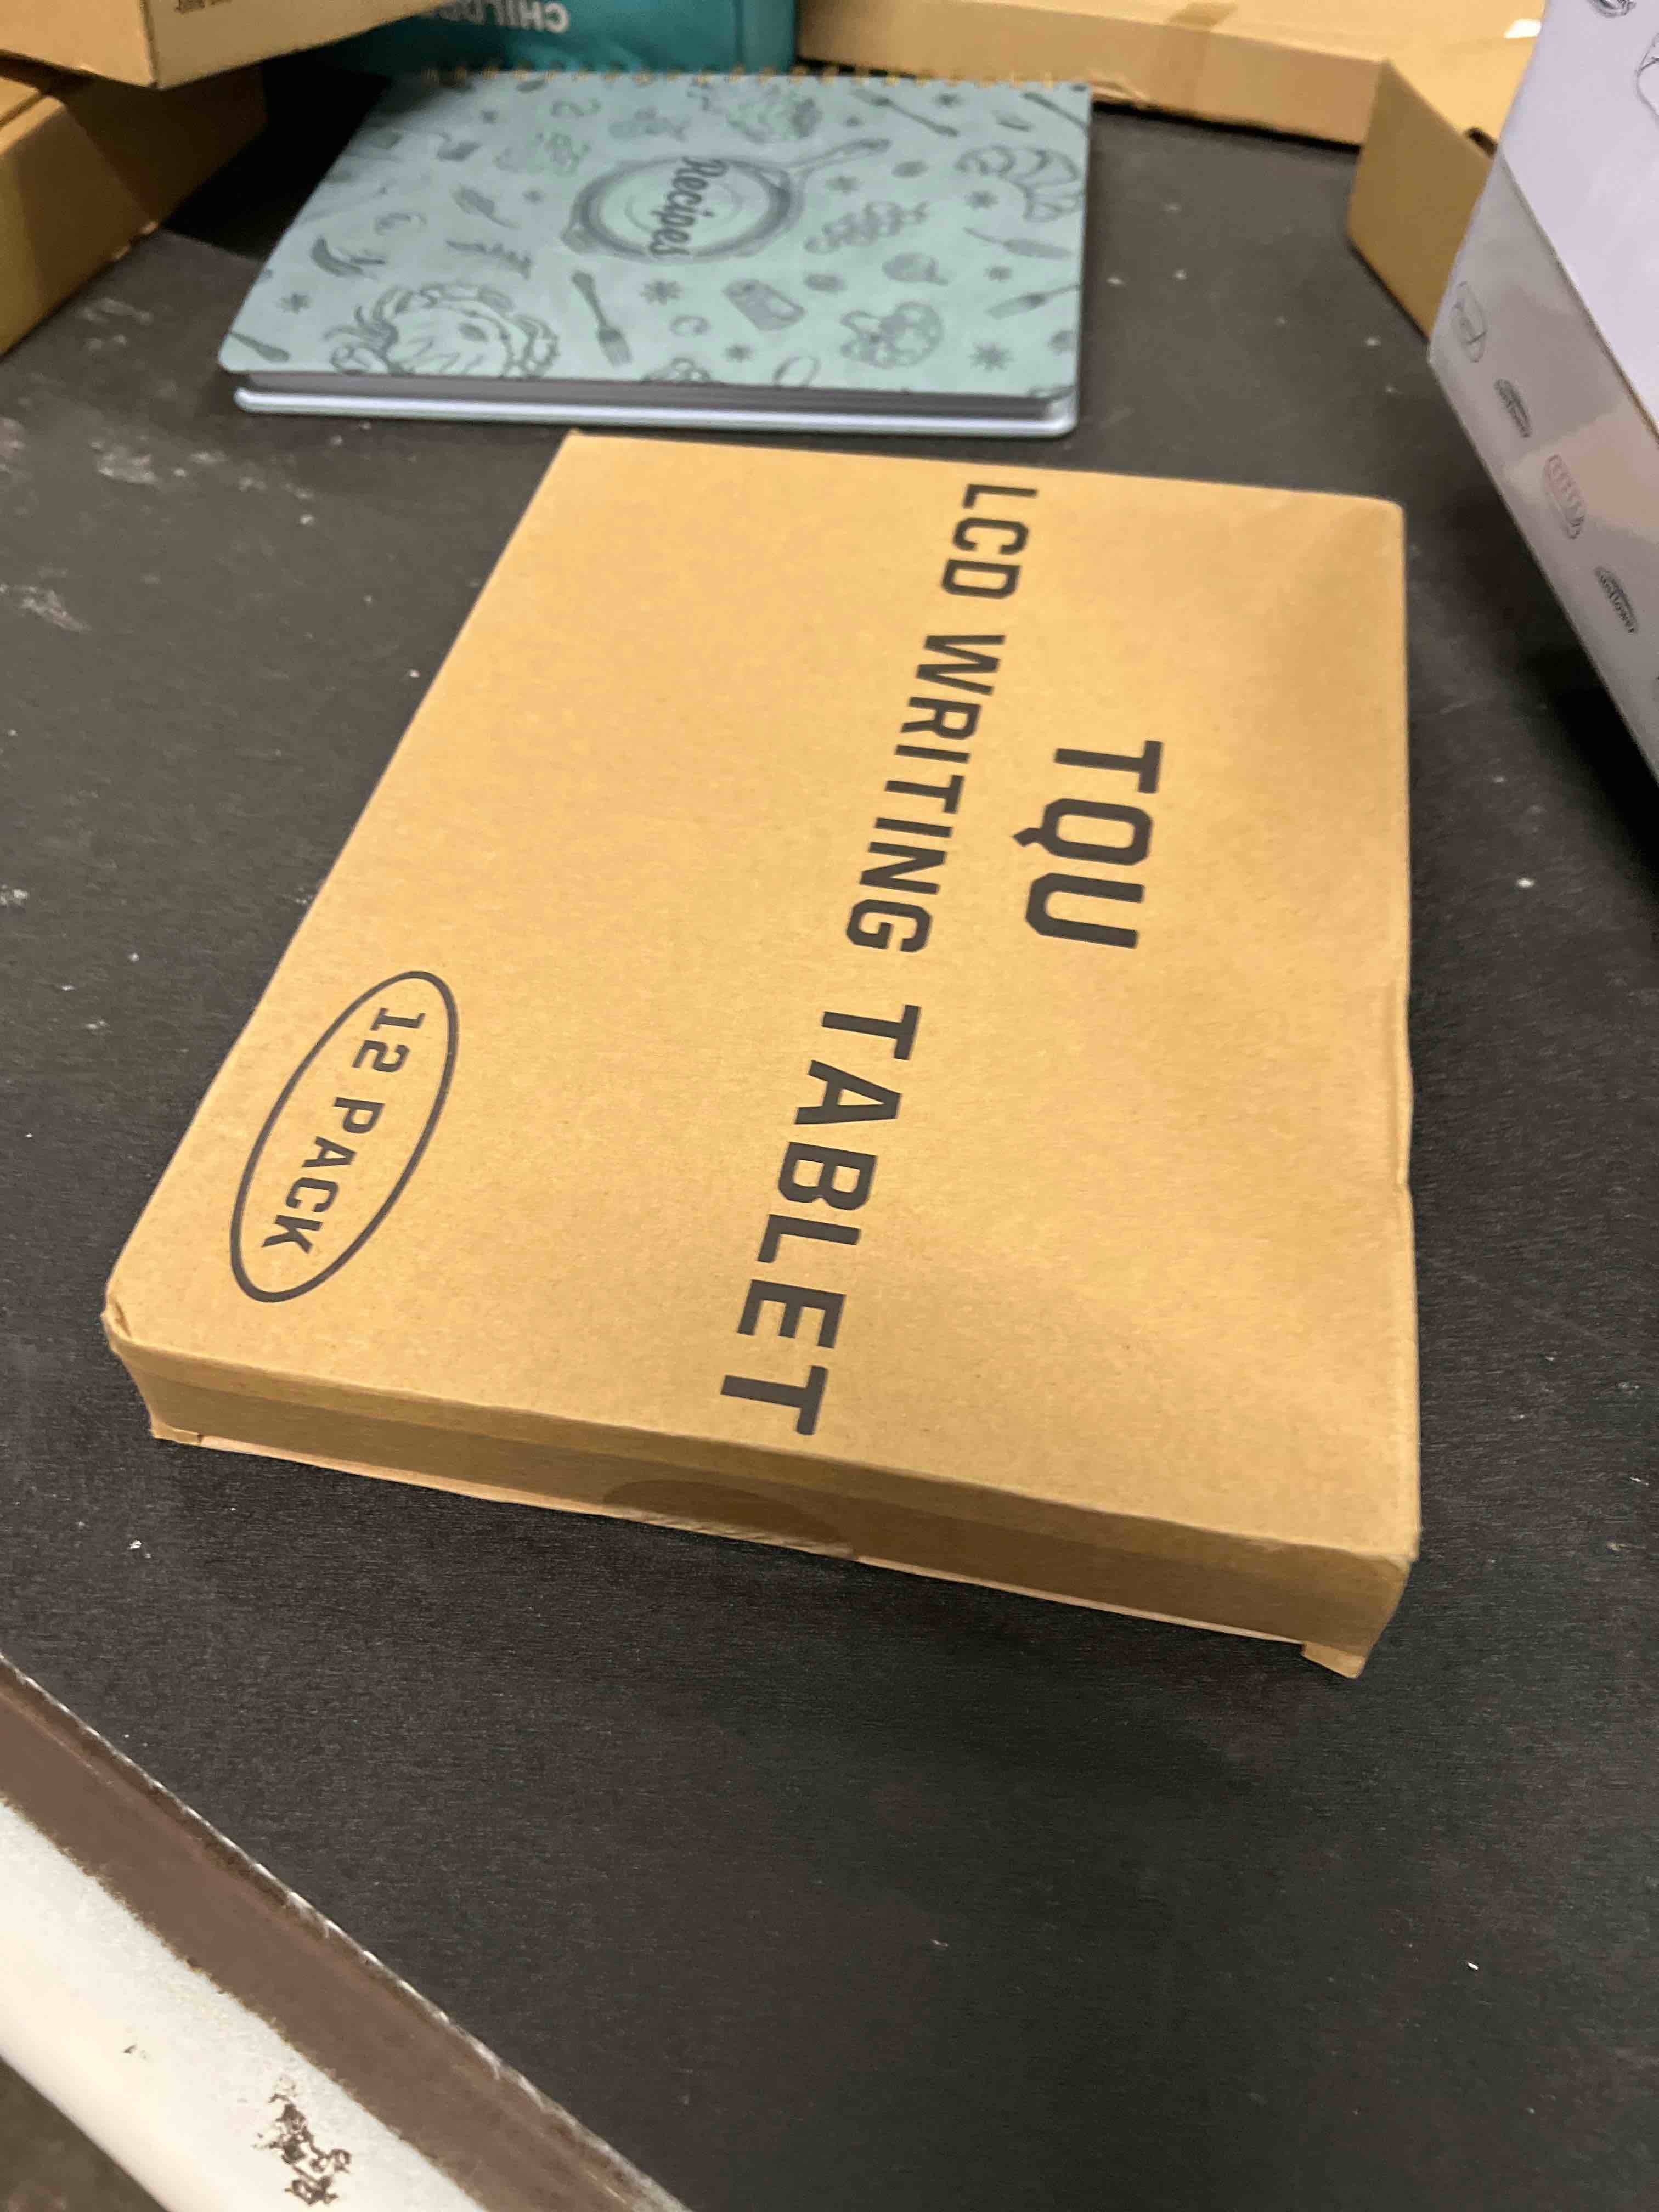 TQU
LCD WRITING TABLET
12 PACK
Recipes